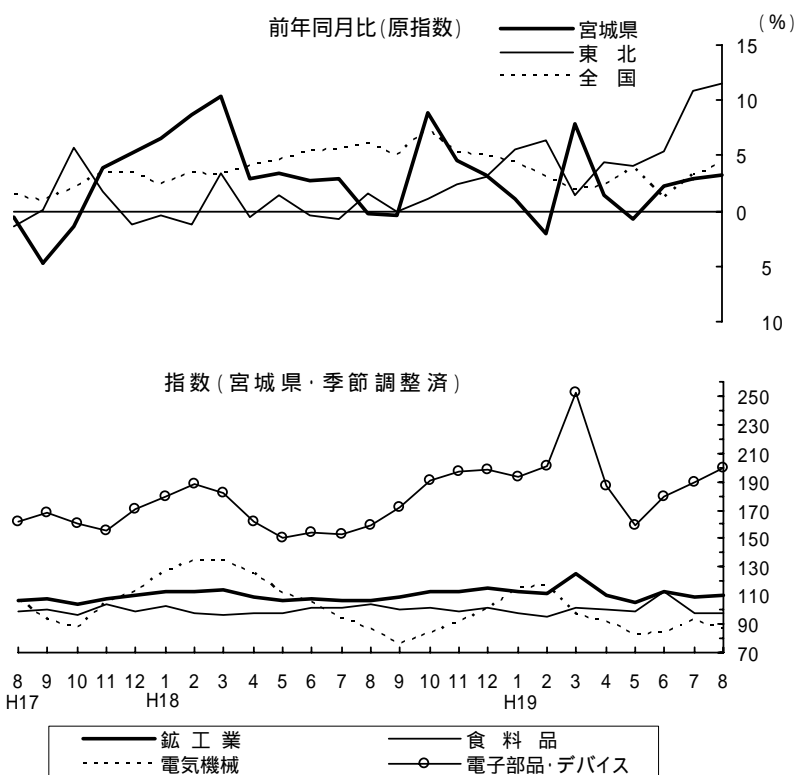 前年同月比(原指数)
宮城県
東 北
全 国
(%)
15
10
5
0
5
10
指数(宮城県・季節調整済)
250
230
210
190
170
150
130
110
90
70
8 9 10 11 12 1 2 3 4 5 6 7 8 9 10 11 12 1 2 3 4 5 6 7 8
H17 H18 H19
鉱 工 業 食 料 品
電気機械 電子部品・デバイス